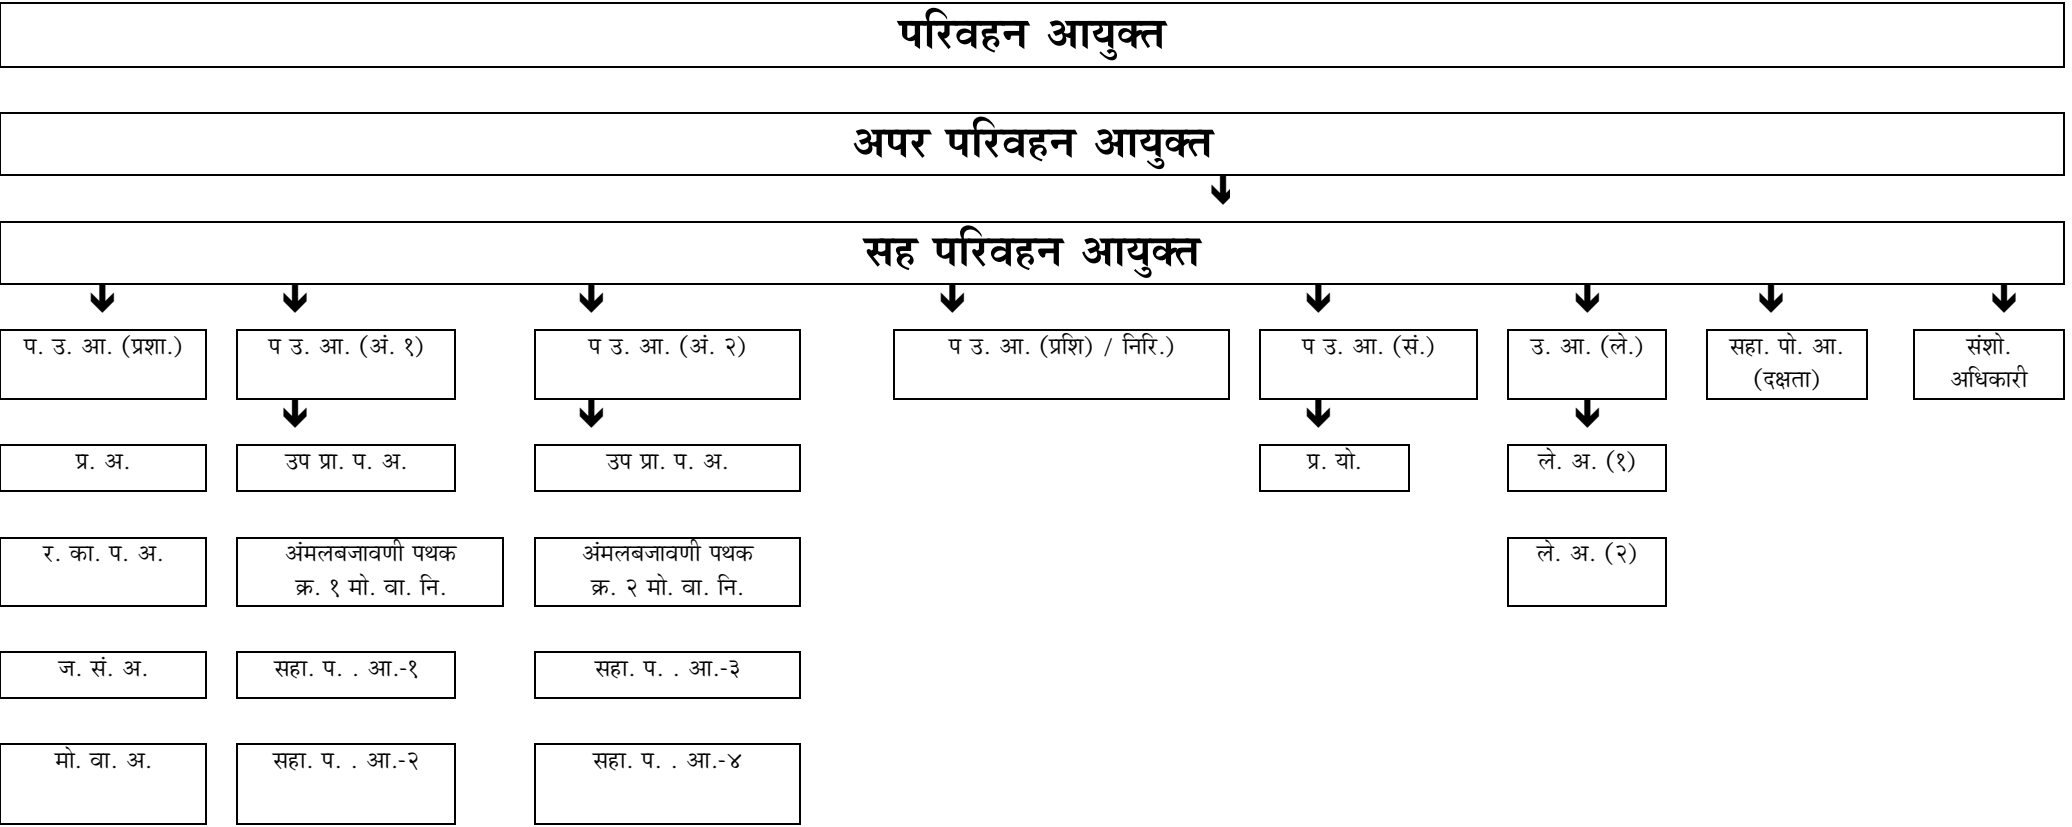 परिवहन आयुक्त
अपर परिवहन आयुक्त
सह परिवहन आयुक्त
प. उ. आ. (प्रशा.)
प उ. आ. (अं. १)
प उ. आ. (अं. २)
प उ. आ. (प्रशि) / निरि.)
प उ. आ. (सं.)
उ. आ. (ले.)
सहा. पो. आ.
(दक्षता)
संशो.
अधिकारी
प्र. अ.
उप प्रा. प. अ.
उप प्रा. प. अ.
प्र. यो.
ले. अ. (१)
र. का. प. अ.
अंमलबजावणी पथक
क्र. १ मो. वा. नि.
अंमलबजावणी पथक
क्र. २ मो. वा. नि.
ले. अ. (२)
ज. सं. अ.
सहा. प. . आ.-१
सहा. प. . आ.-३
मो. वा. अ.
सहा. प. . आ.-२
सहा. प. . आ.-४